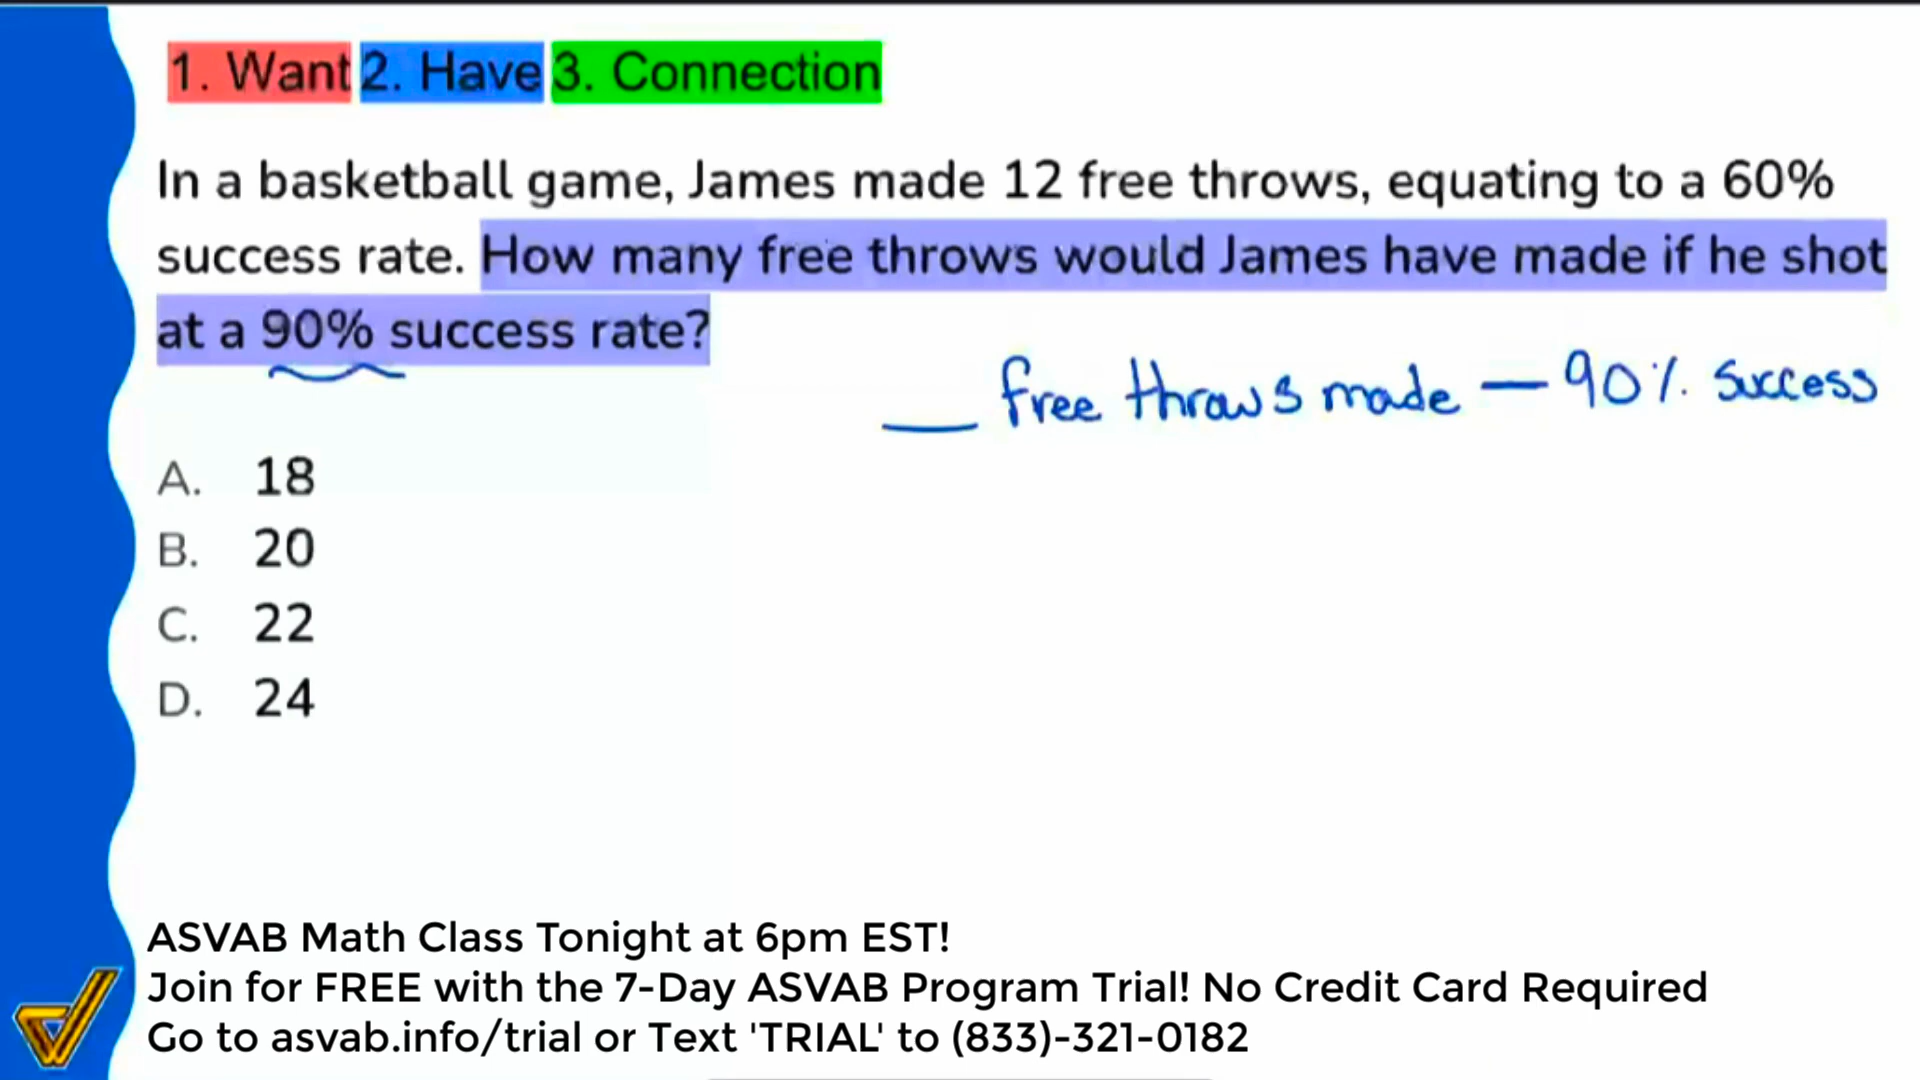 1. Want 2. Have 3. Connection
In a basketball game, James made 12 free throws, equating to a 60%
success rate. How many free throws would James have made if he shot
at a 90% success rate?
__ free throws made — 90% success
A. 18
B. 20
C. 22
D. 24
ASVAB Math Class Tonight at 6pm EST!
Join for FREE with the 7-Day ASVAB Program Trial! No Credit Card Required
Go to asvab.info/trial or Text 'TRIAL' to (833)-321-0182